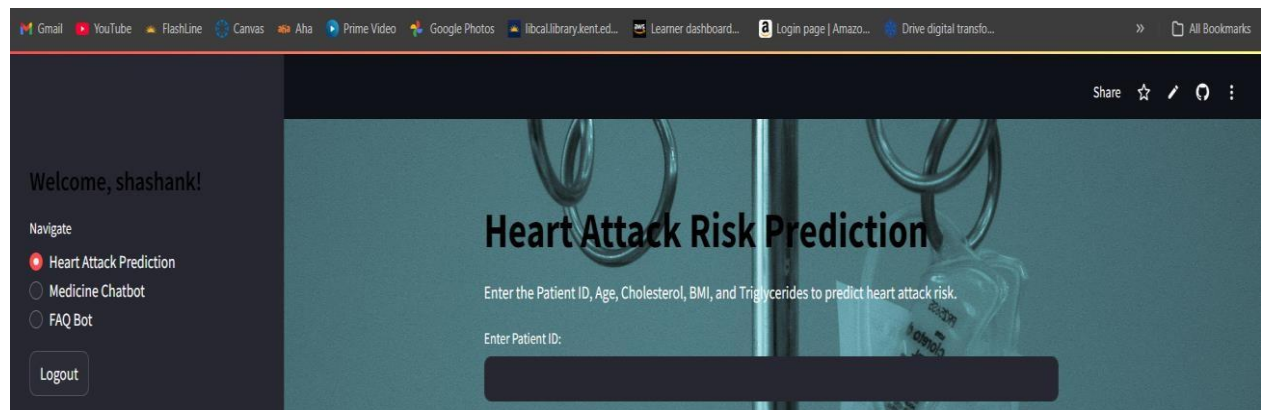 Gmail YouTube FlashLine Canvas Aha Prime Video Google Photos libcal.library.kent.ed... Learner dashboard... Login page | Amazo... Drive digital transfo... » All Bookmarks
Share
Welcome, shashank!
Navigate
Heart Attack Prediction
Medicine Chatbot
FAQ Bot
Logout
Heart Attack Risk Prediction
Enter the Patient ID, Age, Cholesterol, BMI, and Triglycerides to predict heart attack risk.
Enter Patient ID: